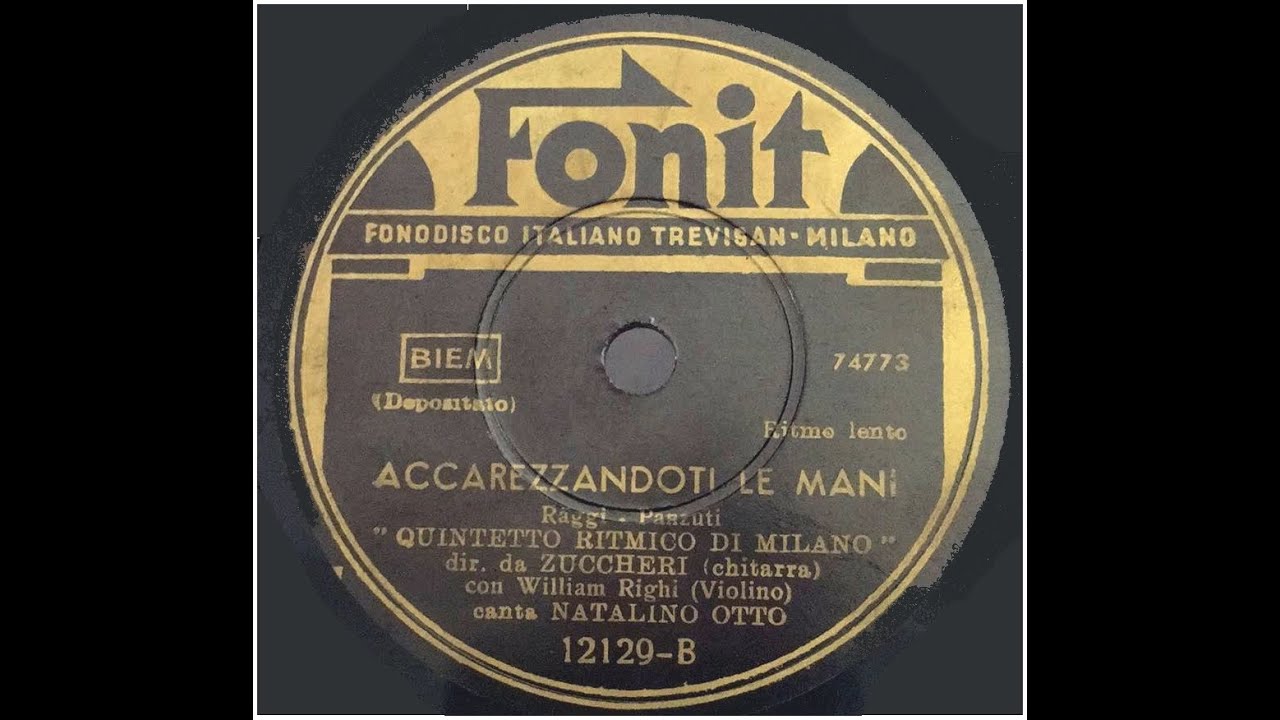 Fonit
FONODISCO ITALIANO TREVISAN - MILANO
BIEM
74773
(Depositato)
Ritmo lento
ACCAREZZANDOTI LE MANI
Raggi - Panzuti
"QUINTETTO RITMICO DI MILANO"
dir. da ZUCCHERI (chitarra)
con William Righi (Violino)
canta NATALINO OTTO
12129-B